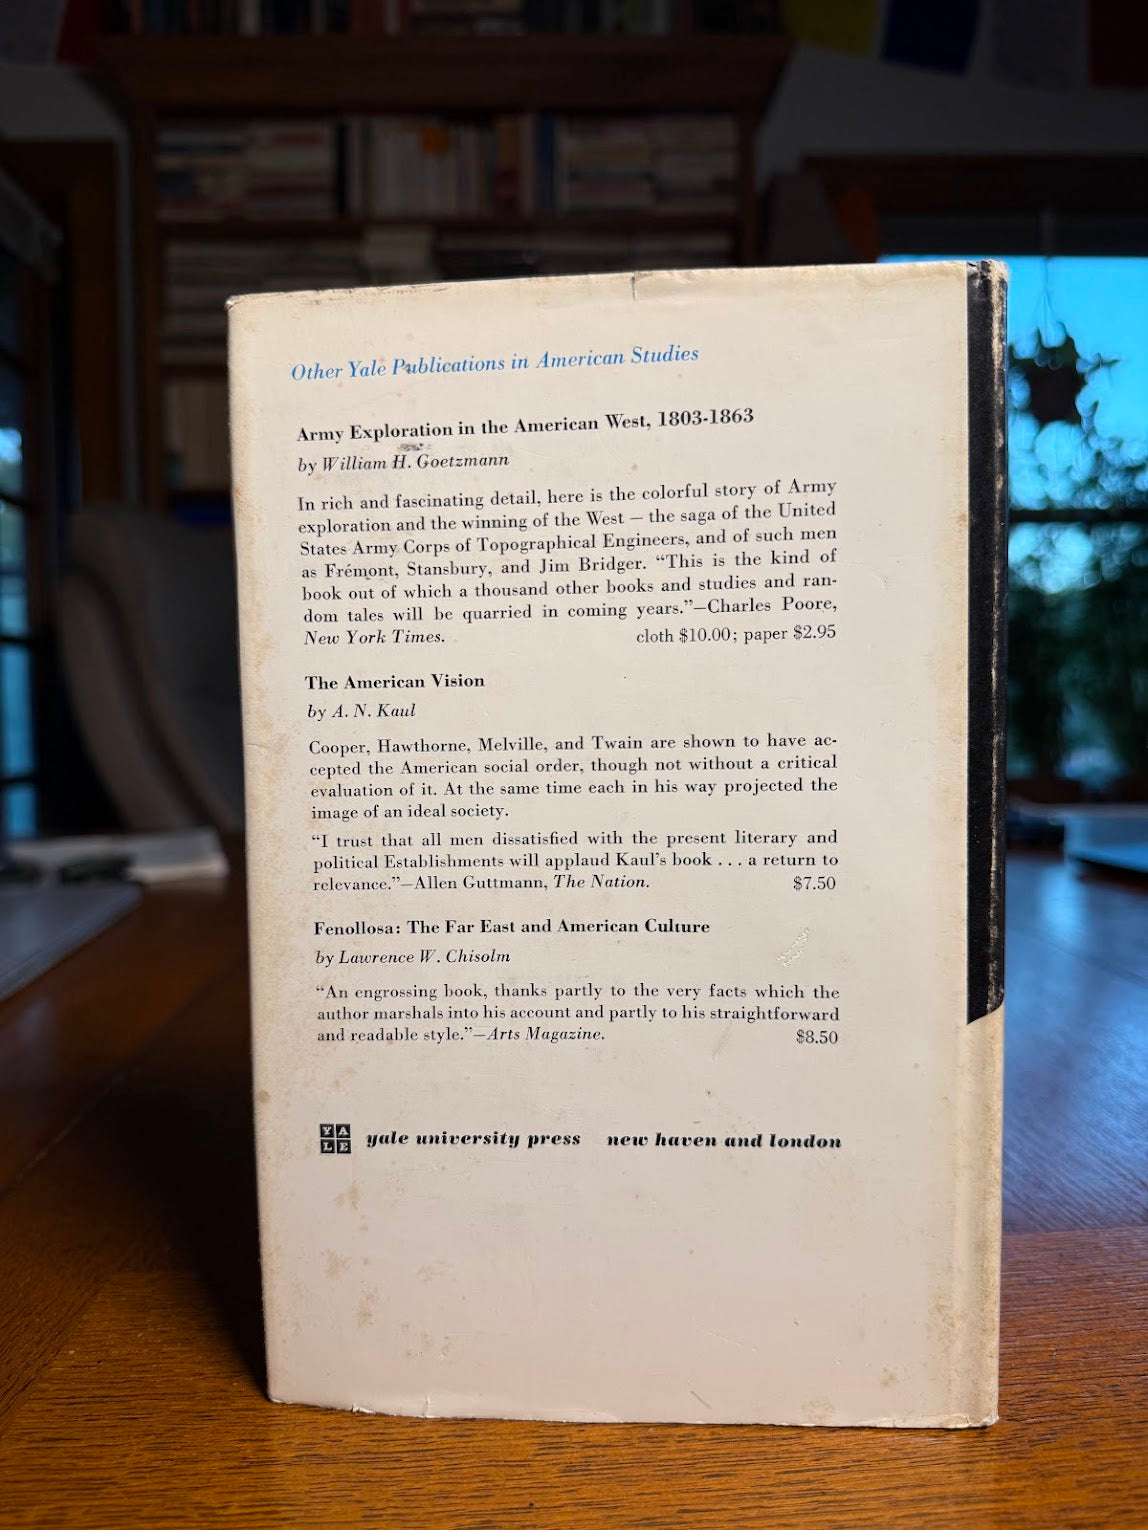 Other Yale Publications in American Studies
Army Exploration in the American West, 1803-1863
by William H. Goetzmann
In rich and fascinating detail, here is the colorful story of Army
exploration and the winning of the West – the saga of the United
States Army Corps of Topographical Engineers, and of such men
as Frémont, Stansbury, and Jim Bridger. “This is the kind of
book out of which a thousand other books and studies and ran-
dom tales will be quarried in coming years.”—Charles Poore,
New York Times. cloth $10.00; paper $2.95
The American Vision
by A. N. Kaul
Cooper, Hawthorne, Melville, and Twain are shown to have ac-
cepted the American social order, though not without a critical
evaluation of it. At the same time each in his way projected the
image of an ideal society.
“I trust that all men dissatisfied with the present literary and
political Establishments will applaud Kaul’s book . . . a return to
relevance.”—Allen Guttmann, The Nation. $7.50
Fenollosa: The Far East and American Culture
by Lawrence W. Chisolm
“An engrossing book, thanks partly to the very facts which the
author marshals into his account and partly to his straightforward
and readable style.”—Arts Magazine. $8.50
YALE yale university press new haven and london